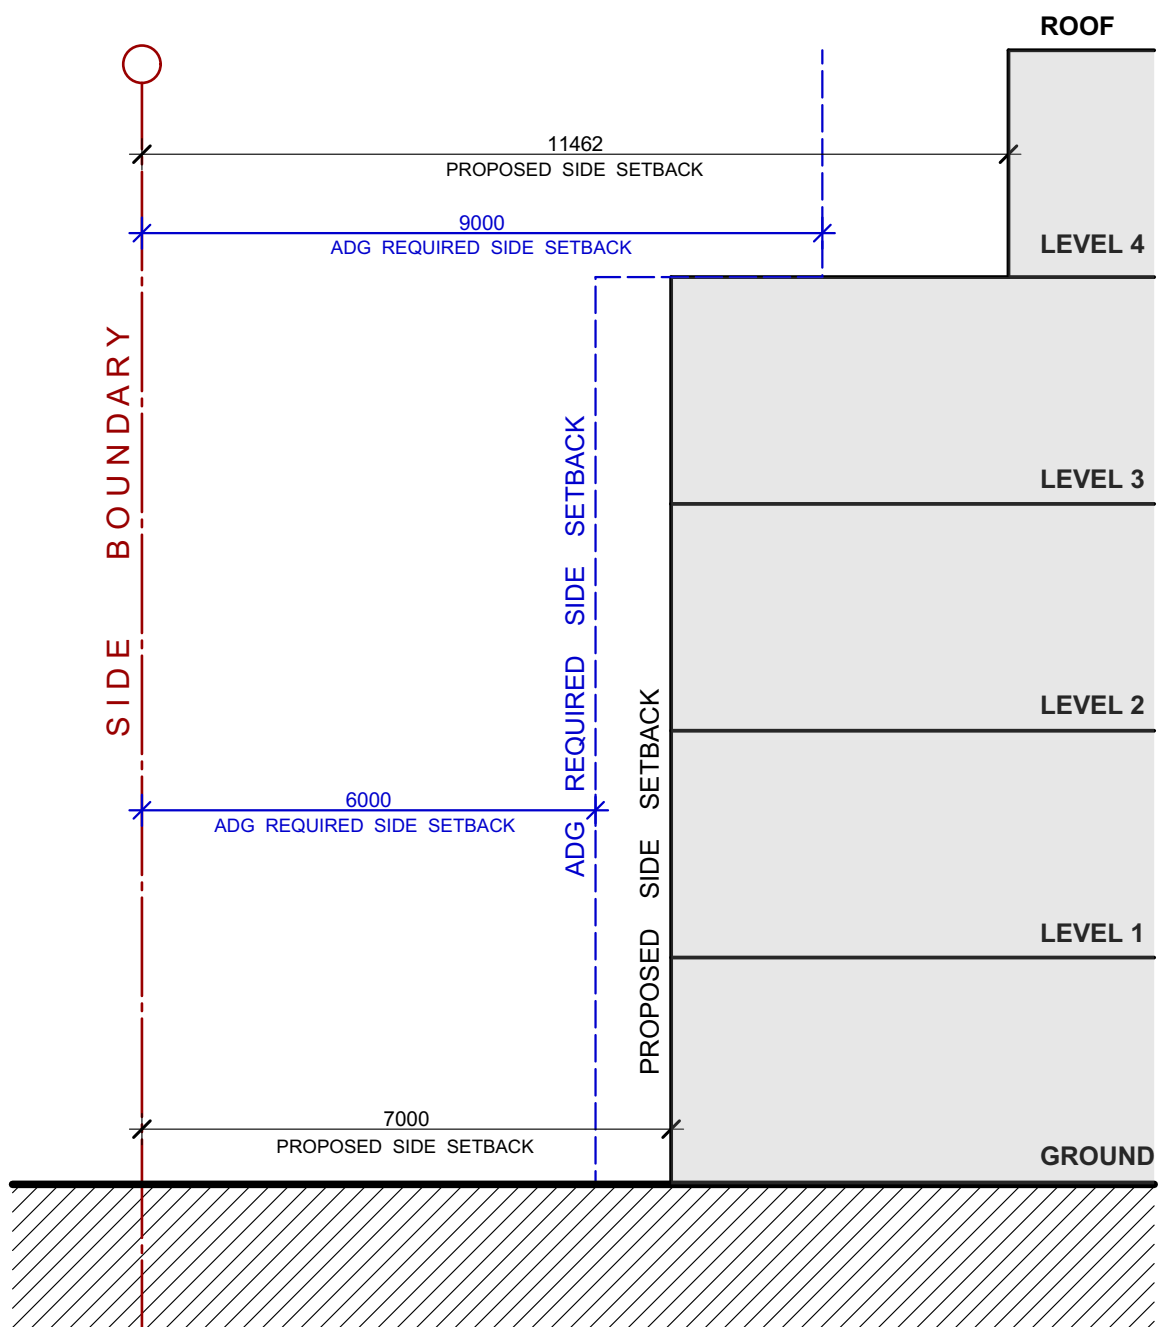 ROOF
11462
PROPOSED SIDE SETBACK
9000
ADG REQUIRED SIDE SETBACK
LEVEL 4
SIDE BOUNDARY
ADG REQUIRED SIDE SETBACK
LEVEL 3
PROPOSED SIDE SETBACK
LEVEL 2
6000
ADG REQUIRED SIDE SETBACK
LEVEL 1
7000
PROPOSED SIDE SETBACK
GROUND